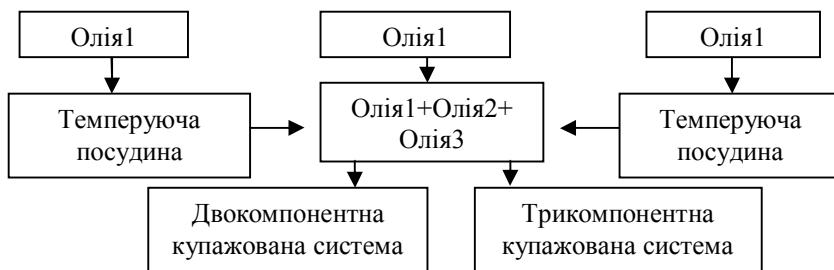 Олія1
Олія1
Олія1
Темперуюча
посудина
Олія1+Олія2+
Олія3
Темперуюча
посудина
Двокомпонентна
купажована система
Трикомпонентна
купажована система